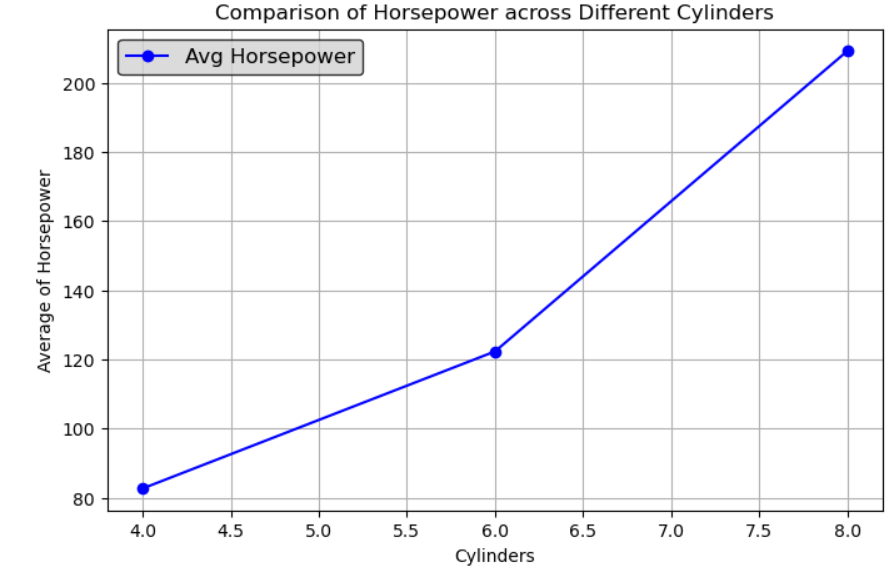 Comparison of Horsepower across Different Cylinders
Avg Horsepower
Average of Horsepower
200
180
160
140
120
100
80
4.0 4.5 5.0 5.5 6.0 6.5 7.0 7.5 8.0
Cylinders